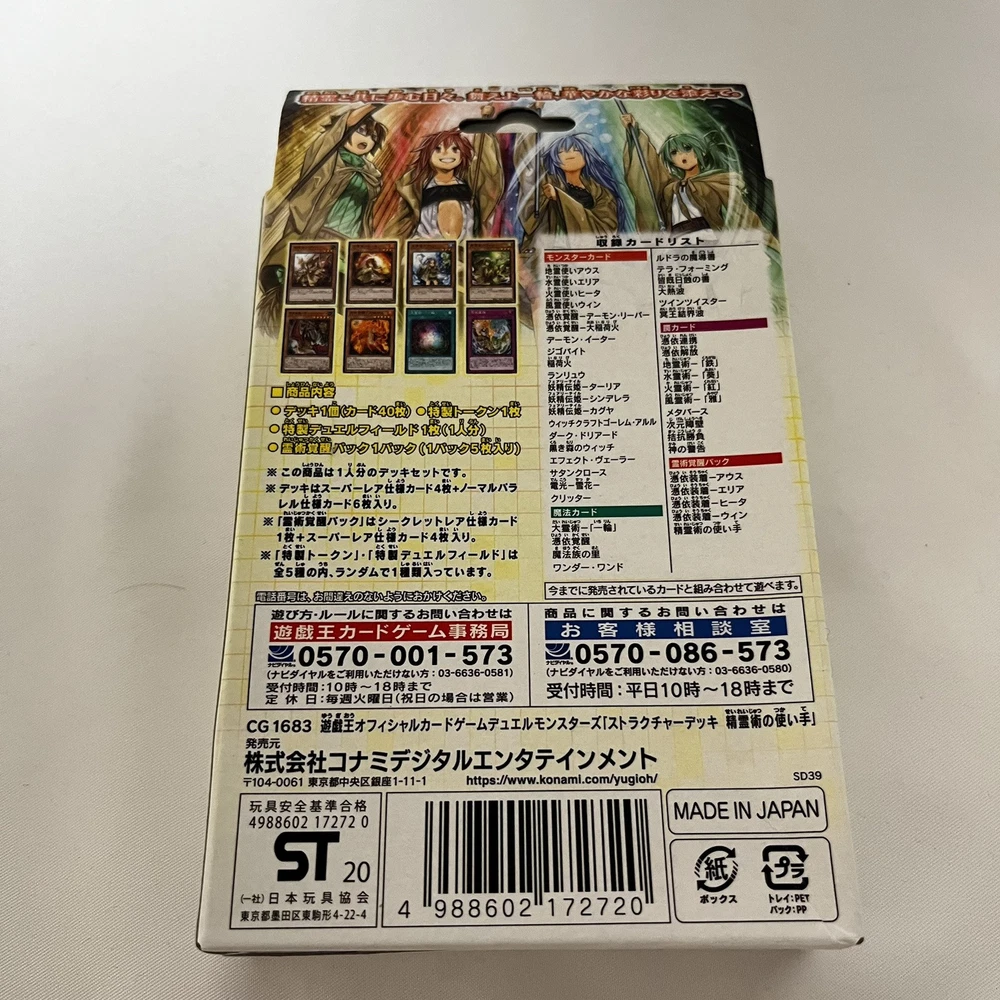 精霊と共に歩む日々。備えよ一輪、華やかな彩りを添えて。
収録カードリスト
モンスターカード
地霊使いアウス
水霊使いエリア
火霊使いヒータ
風霊使いウィン
憑依覚醒－デーモン・リーパー
憑依覚醒－大稲荷火
デーモン・イーター
ジゴバイト
稲荷火
ランリュウ
妖精伝姫－ターリア
妖精伝姫－シンデレラ
妖精伝姫－カグヤ
ウィッチクラフトゴーレム・アルル
ダーク・ドリアード
黒き森のウィッチ
エフェクト・ヴェーラー
サタンクロース
電光－雪花－
クリッター
魔法カード
大霊術－「一輪」
憑依覚醒
魔法族の里
ワンダー・ワンド
ルドラの魔導書
テラ・フォーミング
皆既日蝕の書
大熱波
ツインツイスター
冥王結界波
罠カード
憑依連携
憑依解放
地霊術－「鉄」
水霊術－「葵」
火霊術－「紅」
風霊術－「雅」
メタバース
次元障壁
拮抗勝負
神の警告
霊術覚醒パック
憑依装着－アウス
憑依装着－エリア
憑依装着－ヒータ
憑依装着－ウィン
精霊術の使い手
今までに発売されているカードと組み合わせて遊べます。
■商品内容
●デッキ1個(カード40枚) ●特製トークン1枚
●特製デュエルフィールド 1枚(1人分)
●霊術覚醒パック 1パック (1パック5枚入り)
※この商品は1人分のデッキセットです。
※デッキはスーパーレア仕様カード4枚+ノーマルパラ
レル仕様カード6枚入り。
※「霊術覚醒パック」はシークレットレア仕様カード
1枚+スーパーレア仕様カード4枚入り。
※「特製トークン」・「特製デュエルフィールド」は
全5種の内、ランダムで1種類入っています。
電話番号は、お間違えのないようにおかけください。
遊び方・ルールに関するお問い合わせは
遊戯王カードゲーム事務局
ナビダイヤル 0570-001-573
(ナビダイヤルをご利用いただけない方：03-6636-0581)
受付時間：10時～18時まで
定休日：毎週火曜日(祝日の場合は営業)
商品に関するお問い合わせは
お客様相談室
ナビダイヤル 0570-086-573
(ナビダイヤルをご利用いただけない方：03-6636-0580)
受付時間：平日10時～18時まで
CG1683 遊戯王オフィシャルカードゲームデュエルモンスターズ「ストラクチャーデッキ 精霊術の使い手」
発売元
株式会社コナミデジタルエンタテインメント
〒104-0061 東京都中央区銀座1-11-1 https://www.konami.com/yugioh/
SD39
玩具安全基準合格
4988602 17272 0
ST 20
(一社)日本玩具協会
東京都墨田区東駒形4-22-4
4 988602 172720
MADE IN JAPAN
紙
ボックス
プラ
トレイ：PET
パック：PP